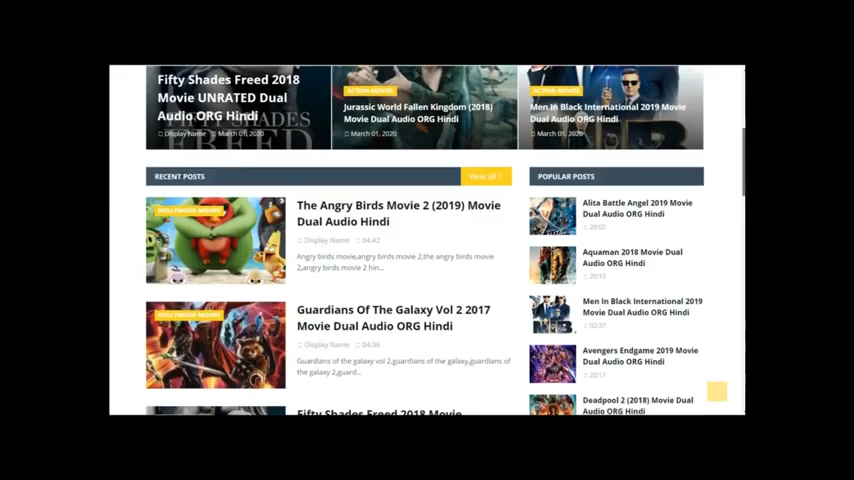 Fifty Shades Freed 2018
Movie UNRATED Dual
Audio ORG Hindi
Display Name March 01, 2020
ACTION MOVIES
Jurassic World Fallen Kingdom (2018)
Movie Dual Audio ORG Hindi
March 01, 2020
ACTION MOVIES
Men In Black International 2019 Movie
Dual Audio ORG Hindi
March 01, 2020
RECENT POSTS
View all
HOLLYWOOD MOVIES
The Angry Birds Movie 2 (2019) Movie
Dual Audio Hindi
Display Name 04:42
Angry birds movie,angry birds movie 2,the angry birds movie
2,angry birds movie 2 hin...
HOLLYWOOD MOVIES
Guardians Of The Galaxy Vol 2 2017
Movie Dual Audio ORG Hindi
Display Name 04:36
Guardians of the galaxy vol 2,guardians of the galaxy,guardians of
the galaxy 2,guard...
Fifty Shades Freed 2018 Movie
POPULAR POSTS
Alita Battle Angel 2019 Movie
Dual Audio ORG Hindi
20:02
Aquaman 2018 Movie Dual
Audio ORG Hindi
20:10
Men In Black International 2019
Movie Dual Audio ORG Hindi
02:37
Avengers Endgame 2019 Movie
Dual Audio ORG Hindi
20:17
Deadpool 2 (2018) Movie Dual
Audio ORG Hindi